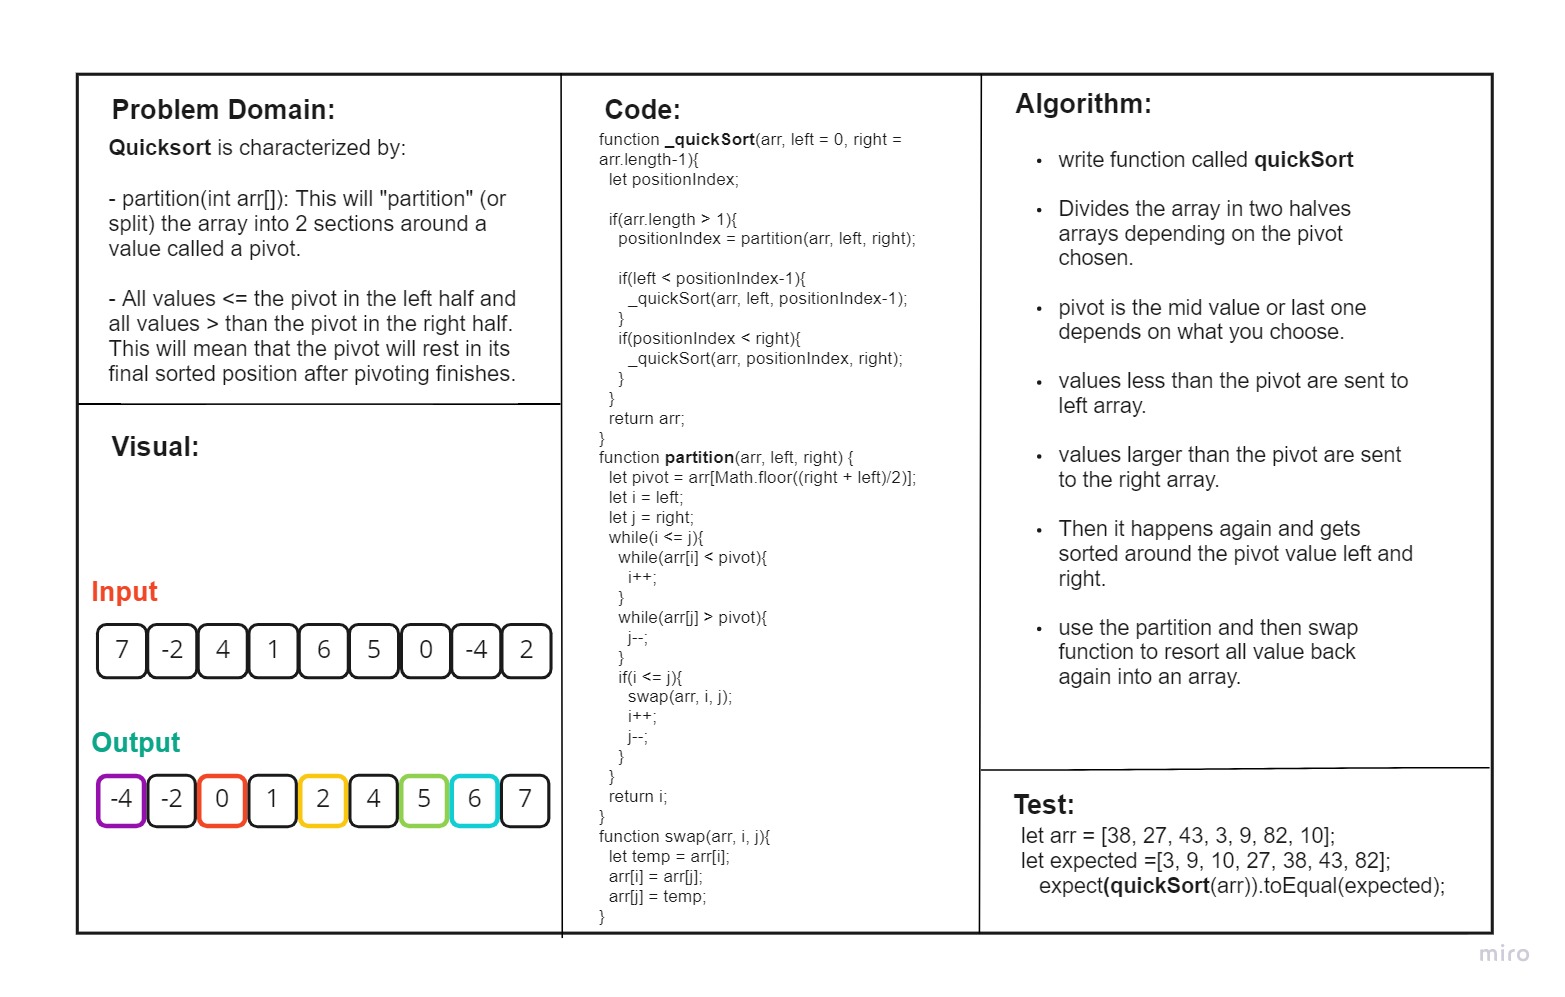 Problem Domain:
Quicksort is characterized by:
- partition(int arr[]): This will "partition" (or
split) the array into 2 sections around a
value called a pivot.
- All values <= the pivot in the left half and
all values > than the pivot in the right half.
This will mean that the pivot will rest in its
final sorted position after pivoting finishes.
Visual:
Input
7 -2 4 1 6 5 0 -4 2
Output
-4 -2 0 1 2 4 5 6 7
Code:
function _quickSort(arr, left = 0, right =
arr.length-1){
let positionIndex;
if(arr.length > 1){
positionIndex = partition(arr, left, right);
if(left < positionIndex-1){
_quickSort(arr, left, positionIndex-1);
}
if(positionIndex < right){
_quickSort(arr, positionIndex, right);
}
}
return arr;
}
function partition(arr, left, right) {
let pivot = arr[Math.floor((right + left)/2)];
let i = left;
let j = right;
while(i <= j){
while(arr[i] < pivot){
i++;
}
while(arr[j] > pivot){
j--;
}
if(i <= j){
swap(arr, i, j);
i++;
j--;
}
}
return i;
}
function swap(arr, i, j){
let temp = arr[i];
arr[i] = arr[j];
arr[j] = temp;
}
Algorithm:
• write function called quickSort
• Divides the array in two halves
arrays depending on the pivot
chosen.
• pivot is the mid value or last one
depends on what you choose.
• values less than the pivot are sent to
left array.
• values larger than the pivot are sent
to the right array.
• Then it happens again and gets
sorted around the pivot value left and
right.
• use the partition and then swap
function to resort all value back
again into an array.
Test:
let arr = [38, 27, 43, 3, 9, 82, 10];
let expected =[3, 9, 10, 27, 38, 43, 82];
expect(quickSort(arr)).toEqual(expected);
miro